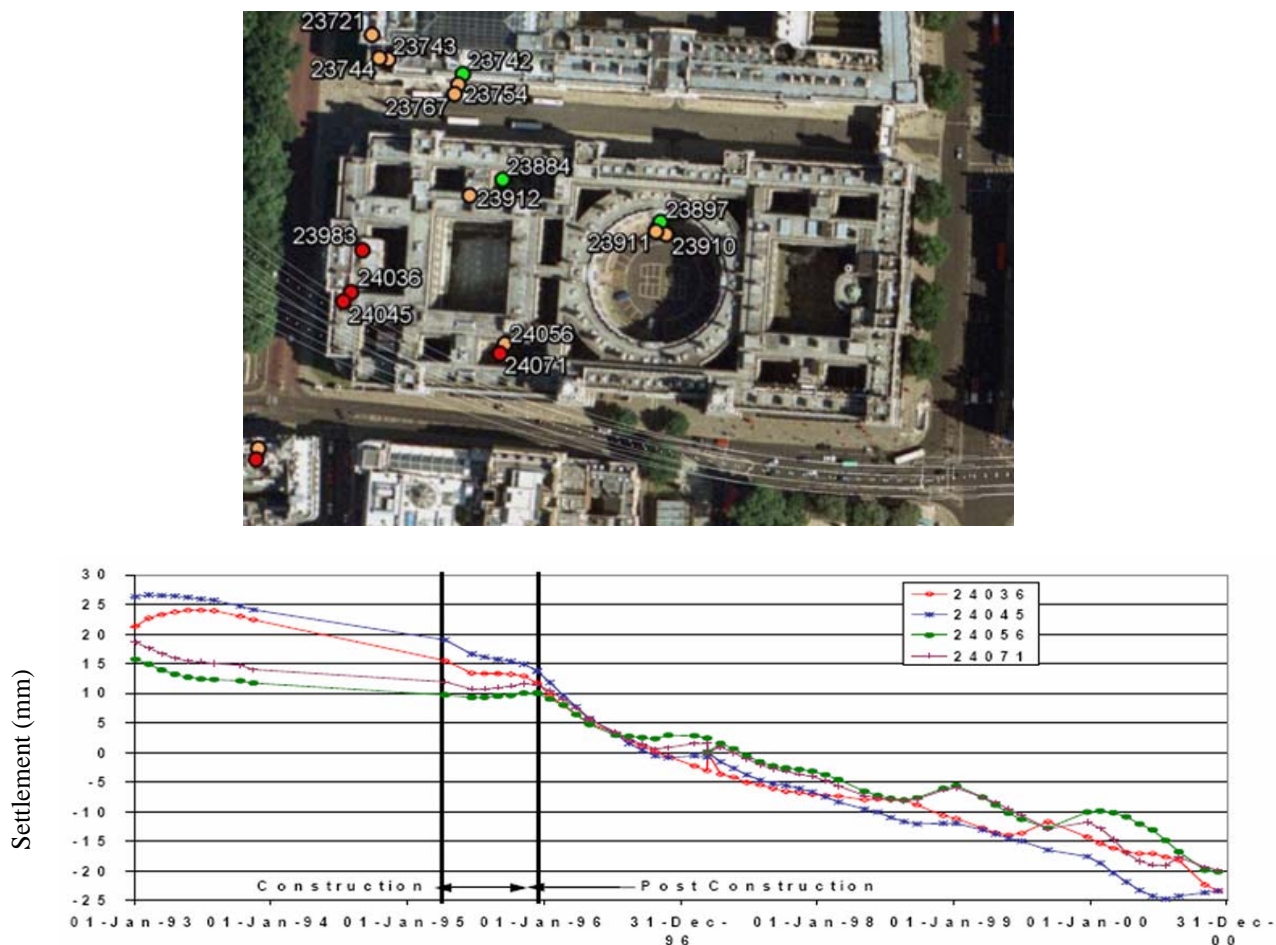 23721
23743
23744
23742
23754
23767
23884
23912
23897
23911
23910
23983
24036
24045
24056
24071
Settlement (mm)
30
25
20
15
10
5
0
-5
-10
-15
-20
-25
24036
24045
24056
24071
Construction
Post Construction
01-Jan-93
01-Jan-94
01-Jan-95
01-Jan-96
31-Dec-96
01-Jan-98
01-Jan-99
01-Jan-00
31-Dec-00